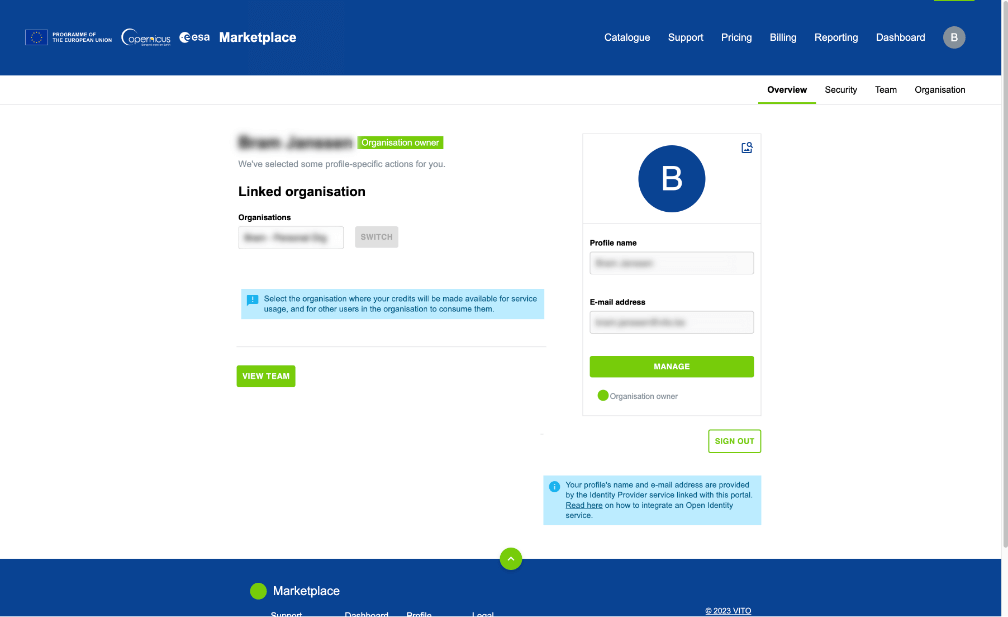 PROGRAMME OF
THE EUROPEAN UNION
opernicus
esa
Marketplace
Catalogue
Support
Pricing
Billing
Reporting
Dashboard
B
Overview
Security
Team
Organisation
Organisation owner
We've selected some profile-specific actions for you.
Linked organisation
Organisations
SWITCH
Select the organisation where your credits will be made available for service
usage, and for other users in the organisation to consume them.
VIEW TEAM
B
Profile name
E-mail address
MANAGE
Organisation owner
SIGN OUT
Your profile's name and e-mail address are provided
by the Identity Provider service linked with this portal.
Read here on how to integrate an Open Identity
service.
Marketplace
Support
Dashboard
Profile
Legal
© 2023 VITO